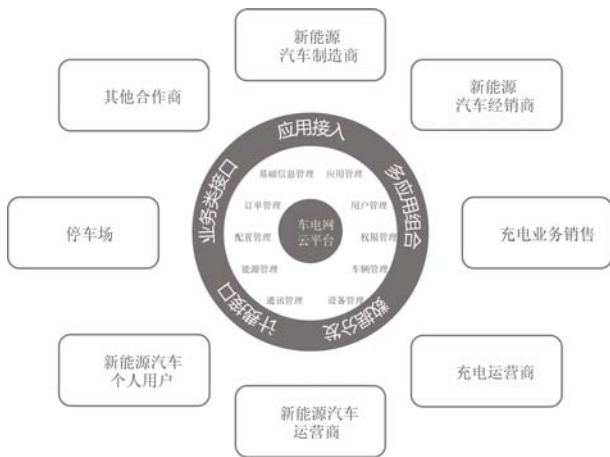 新能源
汽车制造商
其他合作商
新能源
汽车经销商
应用接入
业务类接口
多应用组合
基础信息管理
应用管理
订单管理
用户管理
停车场
配置管理
车电网
云平台
权限管理
充电业务销售
能源管理
车辆管理
通讯管理
设备管理
计费接口
数据分发
新能源汽车
个人用户
充电运营商
新能源汽车
运营商